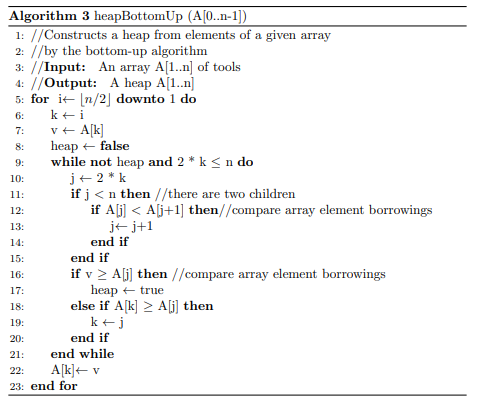 Algorithm 3 heapBottomUp (A[0..n-1])
1: //Constructs a heap from elements of a given array
2: //by the bottom-up algorithm
3: //Input: An array A[1..n] of tools
4: //Output: A heap A[1..n]
5: for i← ⌊n/2⌋ downto 1 do
6: k ← i
7: v ← A[k]
8: heap ← false
9: while not heap and 2 * k ≤ n do
10: j ← 2 * k
11: if j < n then //there are two children
12: if A[j] < A[j+1] then//compare array element borrowings
13: j← j+1
14: end if
15: end if
16: if v ≥ A[j] then //compare array element borrowings
17: heap ← true
18: else if A[k] ≥ A[j] then
19: k ← j
20: end if
21: end while
22: A[k]← v
23: end for